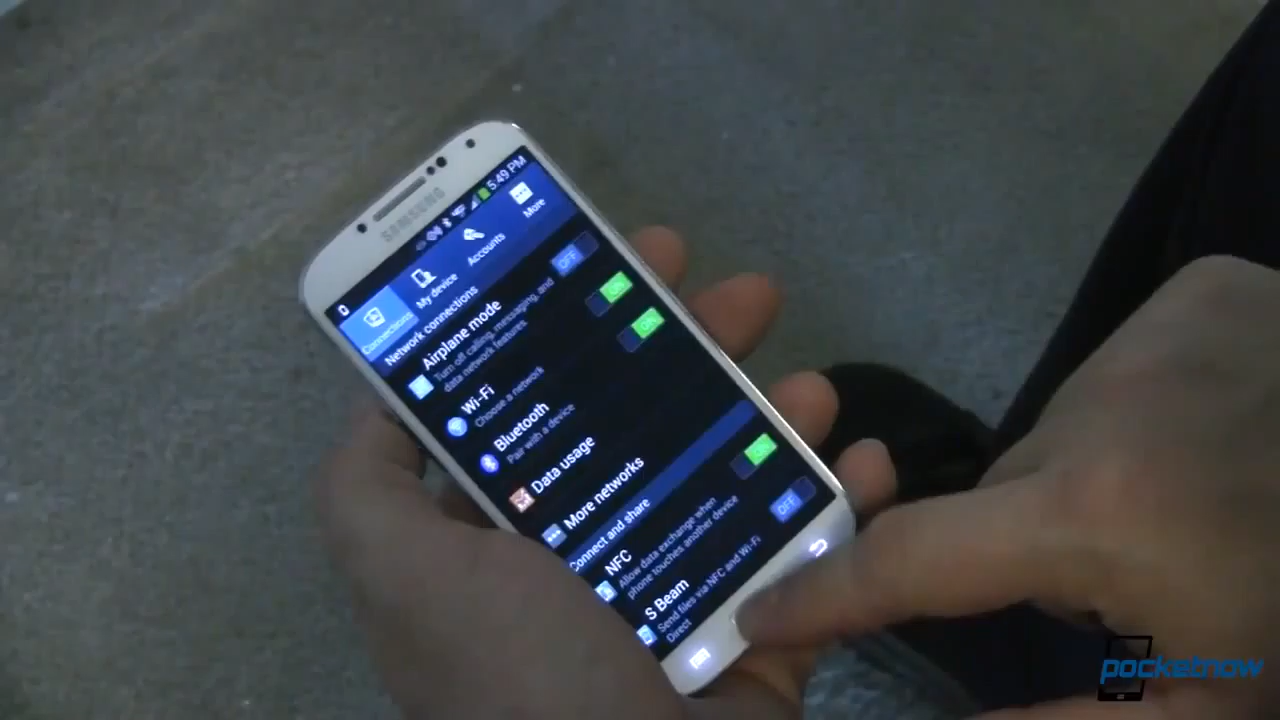 SAMSUNG
5:49 PM
Connections
My device
Accounts
More
Network connections
Airplane mode
Turn off calling, messaging, and
data network features.
OFF
Wi-Fi
Choose a network
ON
Bluetooth
Pair with a device
ON
Data usage
More networks
Connect and share
NFC
Allow data exchange when
phone touches another device
ON
S Beam
Send files via NFC and Wi-Fi
Direct
OFF
pocketnow